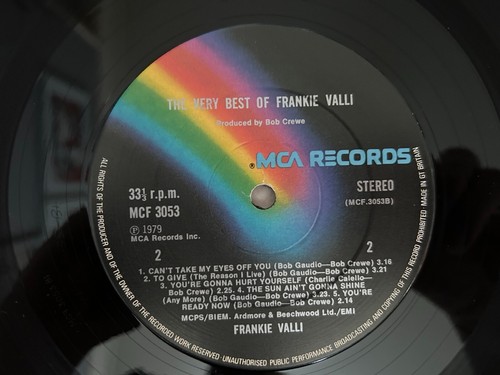 THE VERY BEST OF FRANKIE VALLI
Produced by Bob Crewe
®MCA RECORDS
33⅓ r.p.m.
STEREO
MCF 3053
(MCF.3053B)
℗ 1979
MCA Records Inc.
2
2
1. CAN'T TAKE MY EYES OFF YOU (Bob Gaudio—Bob Crewe) 3.16
2. TO GIVE (The Reason I Live) (Bob Gaudio—Bob Crewe) 3.21
3. YOU'RE GONNA HURT YOURSELF (Charlie Calello—
Bob Crewe) 2.25. 4. THE SUN AIN'T GONNA SHINE
(Any More) (Bob Gaudio—Bob Crewe) 3.23. 5. YOU'RE
READY NOW (Bob Gaudio—Bob Crewe) 2.14
MCPS/BIEM. Ardmore & Beechwood Ltd./EMI
FRANKIE VALLI
ALL RIGHTS OF THE PRODUCER AND OF THE OWNER OF THE RECORDED WORK RESERVED · UNAUTHORISED PUBLIC PERFORMANCE BROADCASTING AND COPYING OF THIS RECORD PROHIBITED. MADE IN GT BRITAIN